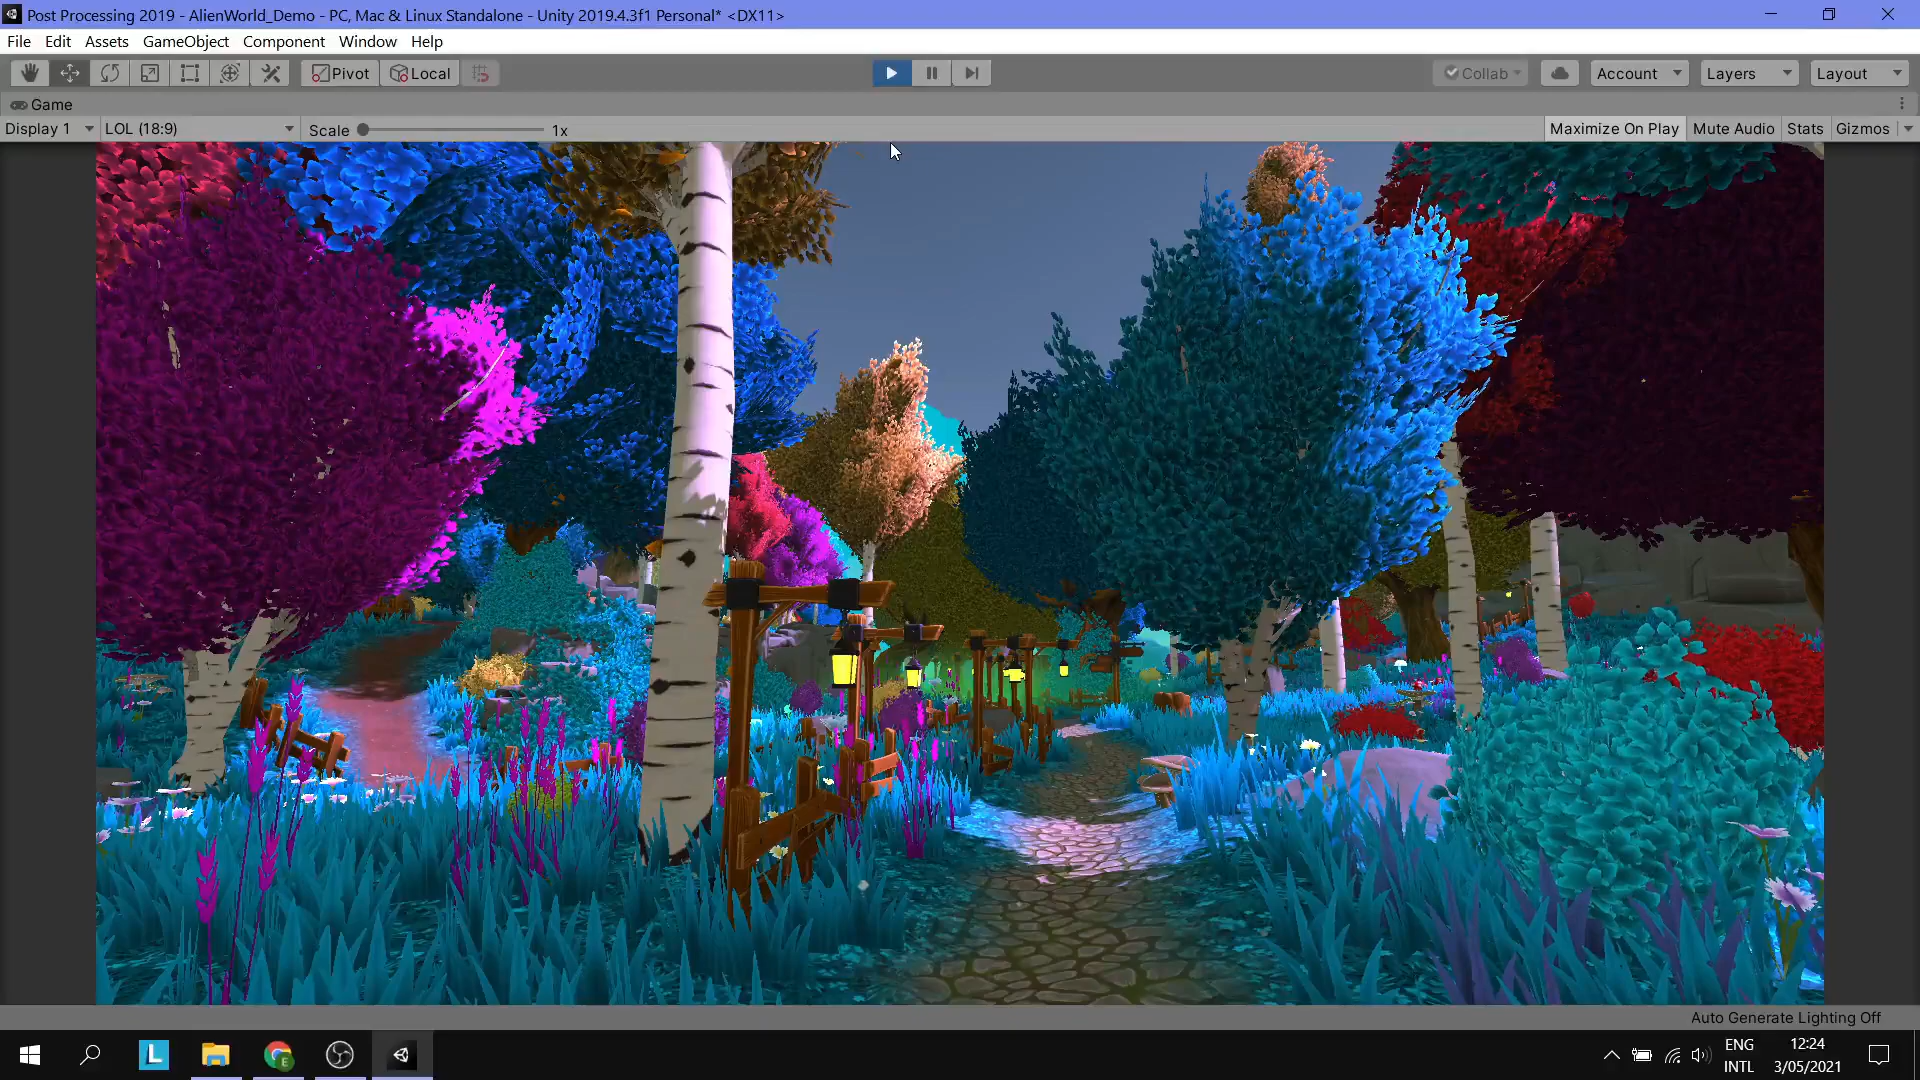 Post Processing 2019 - AlienWorld_Demo - PC, Mac & Linux Standalone - Unity 2019.4.3f1 Personal* <DX11>
File Edit Assets GameObject Component Window Help
Pivot Local Collab Account Layers Layout
Game
Display 1 LOL (18:9) Scale 1x Maximize On Play Mute Audio Stats Gizmos
Auto Generate Lighting Off
L E ENG 12:24
INTL 3/05/2021